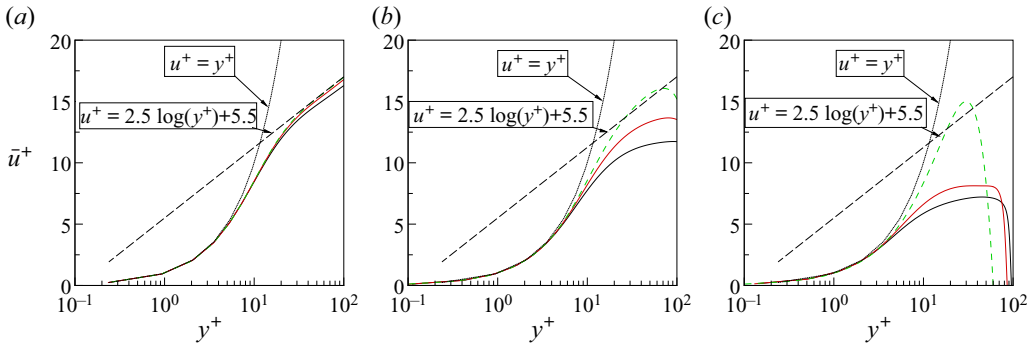 (a)
20
15
10
5
0
ū⁺
u⁺ = y⁺
u⁺ = 2.5 log(y⁺)+5.5
10⁻¹ 10⁰ 10¹ 10²
y⁺
(b)
20
15
10
5
0
u⁺ = y⁺
u⁺ = 2.5 log(y⁺)+5.5
10⁻¹ 10⁰ 10¹ 10²
y⁺
(c)
20
15
10
5
0
u⁺ = y⁺
u⁺ = 2.5 log(y⁺)+5.5
10⁻¹ 10⁰ 10¹ 10²
y⁺